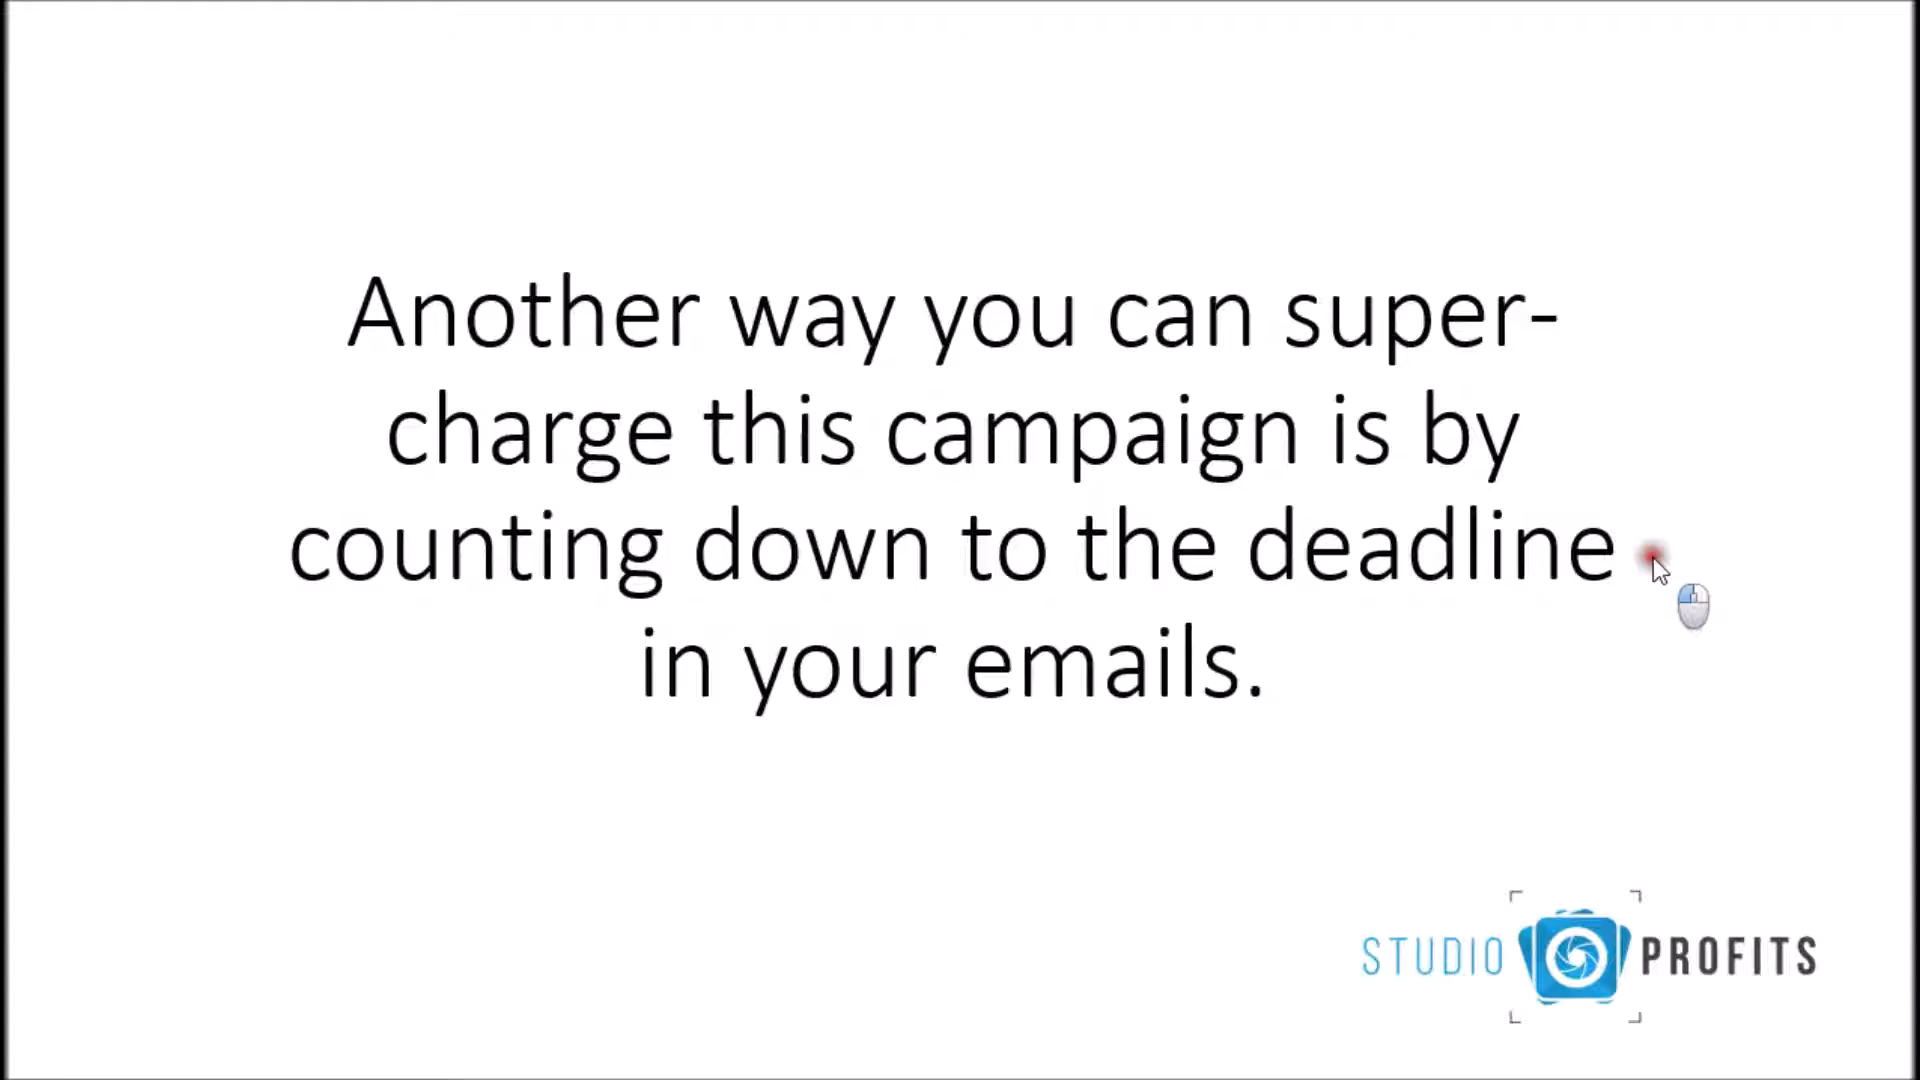 Another way you can super-
charge this campaign is by
counting down to the deadline
in your emails.
STUDIO PROFITS